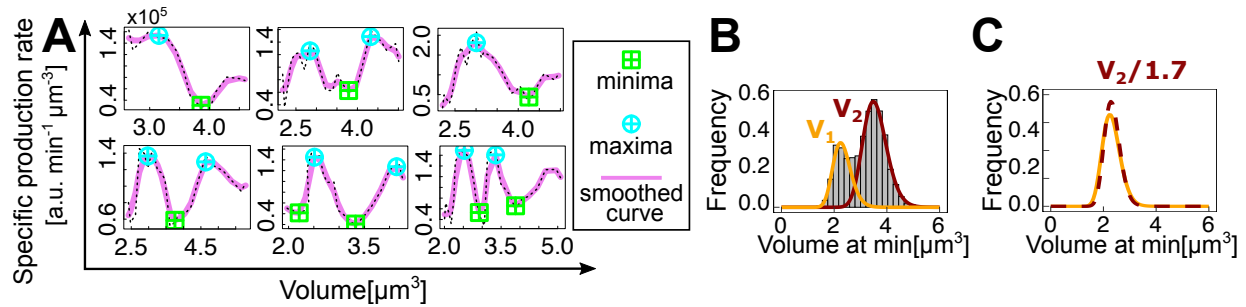 A
Specific production rate
[a.u. min-1 µm-3]
×10⁵
1.4
0.4
3.0 4.0
1.4
0.4
2.5 4.0
2.0
0.5
2.5 4.0
1.4
0.6
2.5 4.5
1.4
0.4
2.0 3.5
1.4
0.4
2.0 3.5 5.0
Volume[µm³]
minima
maxima
smoothed
curve
B
V₁
V₂
Frequency
0.6
0.4
0.2
0.0
0 2 4 6
Volume at min[µm³]
C
V₂/1.7
Frequency
0.6
0.4
0.2
0.0
0 2 4 6
Volume at min[µm³]